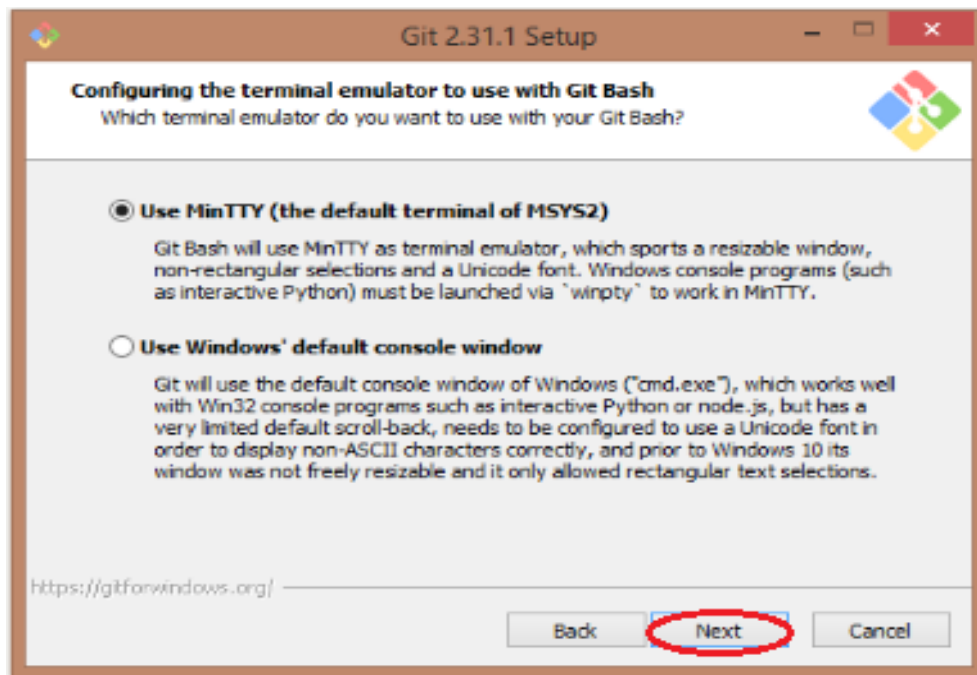 Git 2.31.1 Setup
Configuring the terminal emulator to use with Git Bash
Which terminal emulator do you want to use with your Git Bash?
Use MinTTY (the default terminal of MSYS2)
Git Bash will use MinTTY as terminal emulator, which sports a resizable window,
non-rectangular selections and a Unicode font. Windows console programs (such
as interactive Python) must be launched via `winpty` to work in MinTTY.
Use Windows' default console window
Git will use the default console window of Windows ("cmd.exe"), which works well
with Win32 console programs such as interactive Python or node.js, but has a
very limited default scroll-back, needs to be configured to use a Unicode font in
order to display non-ASCII characters correctly, and prior to Windows 10 its
window was not freely resizable and it only allowed rectangular text selections.
https://gitforwindows.org/
Back Next Cancel